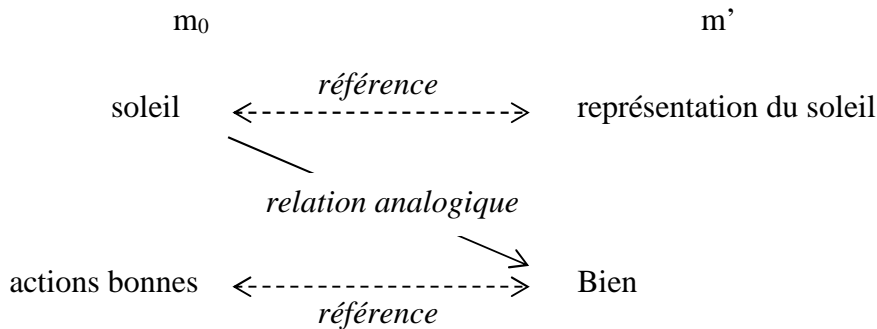 m₀ m’
référence
soleil représentation du soleil
relation analogique
actions bonnes Bien
référence